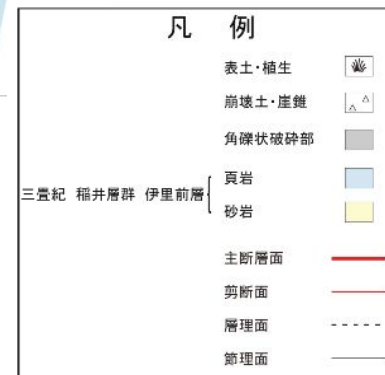 凡 例
表土・植生
崩壊土・崖錐
角礫状破砕部
三畳紀 稲井層群 伊里前層
頁岩
砂岩
主断層面
剪断面
層理面
節理面